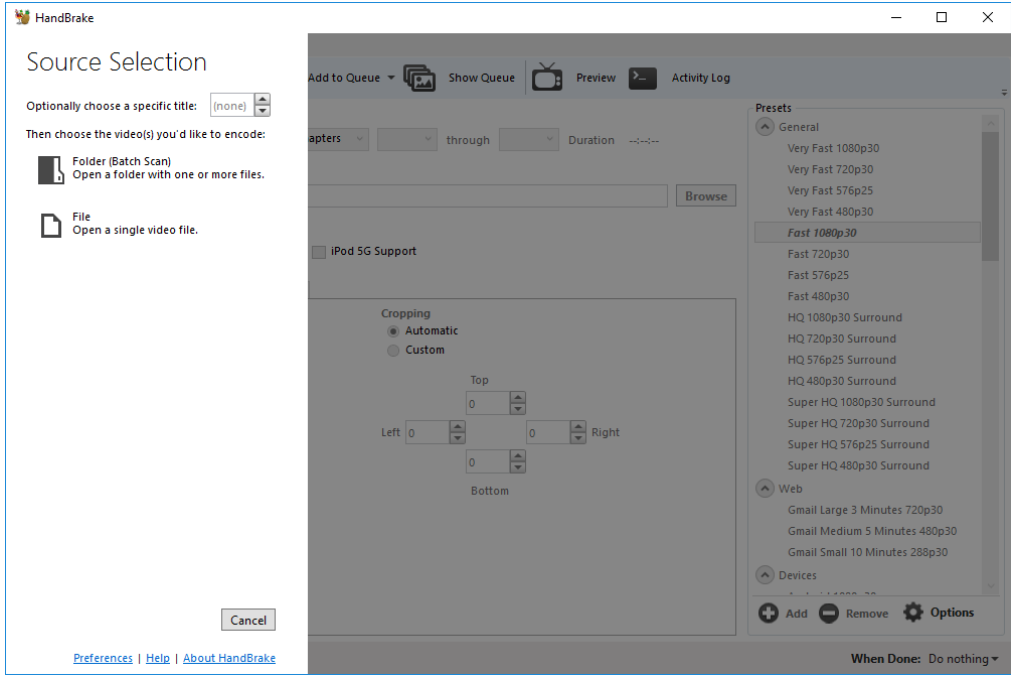 HandBrake
Source Selection
Optionally choose a specific title: (none)
Then choose the video(s) you'd like to encode:
Folder (Batch Scan)
Open a folder with one or more files.
File
Open a single video file.
Cancel
Preferences | Help | About HandBrake
Add to Queue Show Queue Preview Activity Log
apters through Duration --:--:--
Browse
iPod 5G Support
Cropping
Automatic
Custom
Top
0
Left 0 0 Right
0
Bottom
Presets
General
Very Fast 1080p30
Very Fast 720p30
Very Fast 576p25
Very Fast 480p30
Fast 1080p30
Fast 720p30
Fast 576p25
Fast 480p30
HQ 1080p30 Surround
HQ 720p30 Surround
HQ 576p25 Surround
HQ 480p30 Surround
Super HQ 1080p30 Surround
Super HQ 720p30 Surround
Super HQ 576p25 Surround
Super HQ 480p30 Surround
Web
Gmail Large 3 Minutes 720p30
Gmail Medium 5 Minutes 480p30
Gmail Small 10 Minutes 288p30
Devices
Add Remove Options
When Done: Do nothing